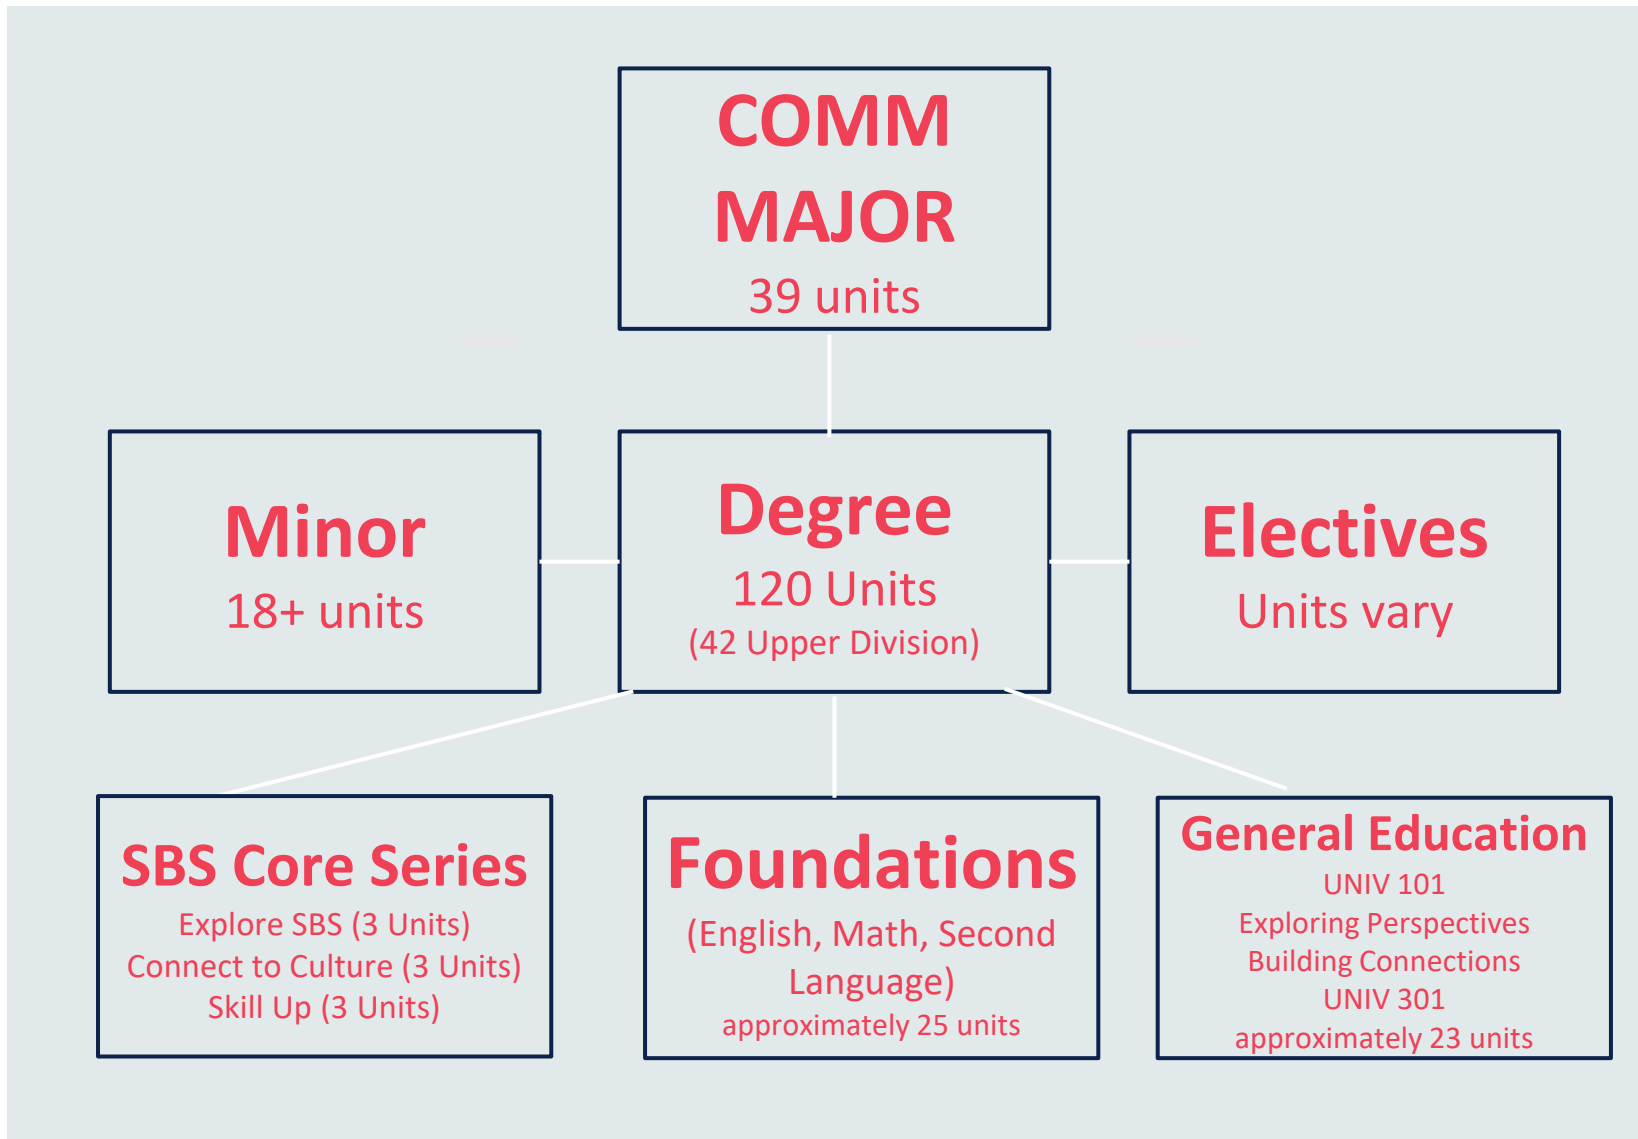 COMM
MAJOR
39 units
Minor
18+ units
Degree
120 Units
(42 Upper Division)
Electives
Units vary
SBS Core Series
Explore SBS (3 Units)
Connect to Culture (3 Units)
Skill Up (3 Units)
Foundations
(English, Math, Second
Language)
approximately 25 units
General Education
UNIV 101
Exploring Perspectives
Building Connections
UNIV 301
approximately 23 units